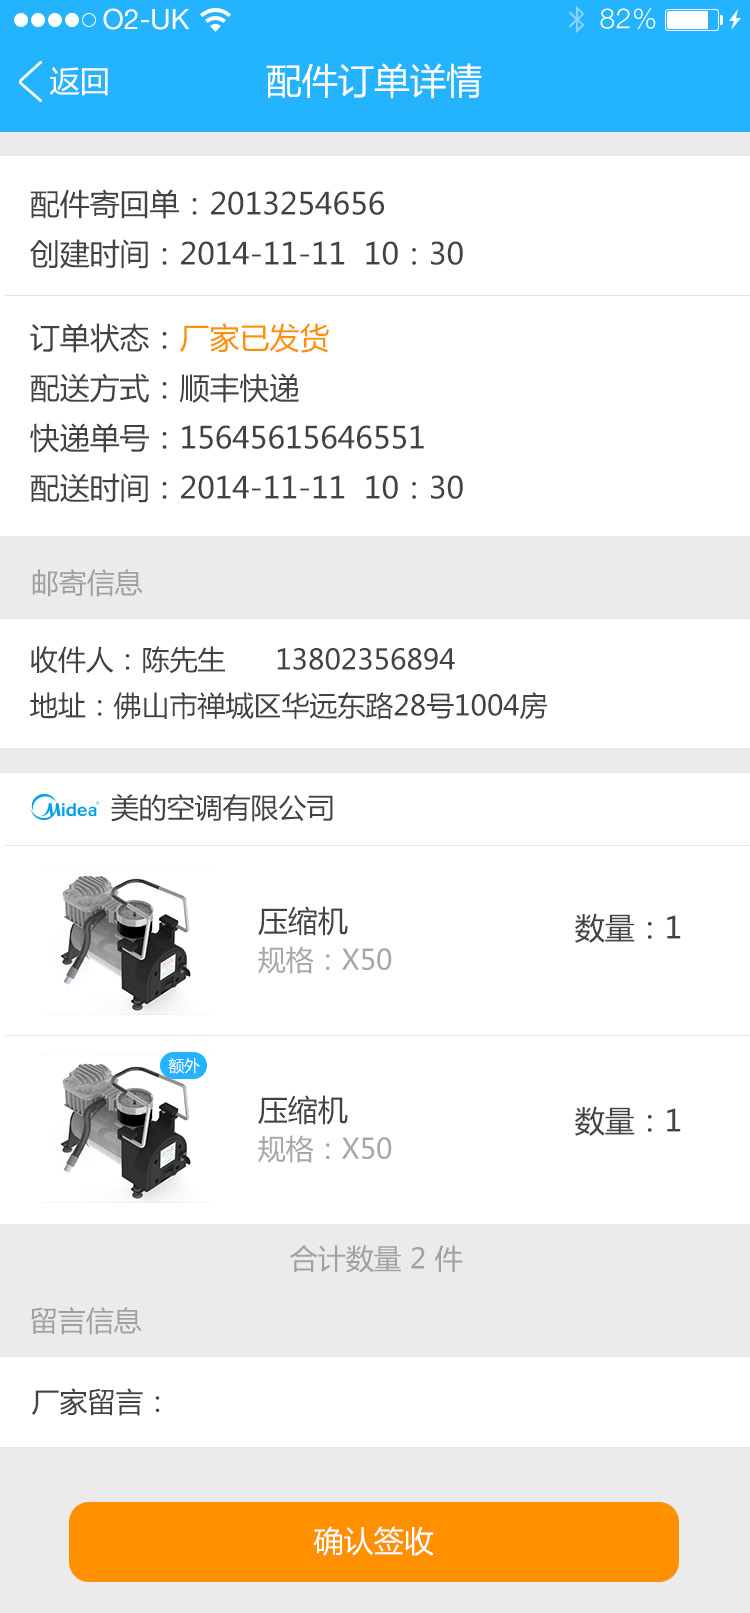 O2-UK 82%
返回 配件订单详情
配件寄回单：2013254656
创建时间：2014-11-11 10：30
订单状态：厂家已发货
配送方式：顺丰快递
快递单号：15645615646551
配送时间：2014-11-11 10：30
邮寄信息
收件人：陈先生 13802356894
地址：佛山市禅城区华远东路28号1004房
Midea 美的空调有限公司
压缩机
规格：X50
数量：1
额外
压缩机
规格：X50
数量：1
合计数量 2 件
留言信息
厂家留言：
确认签收